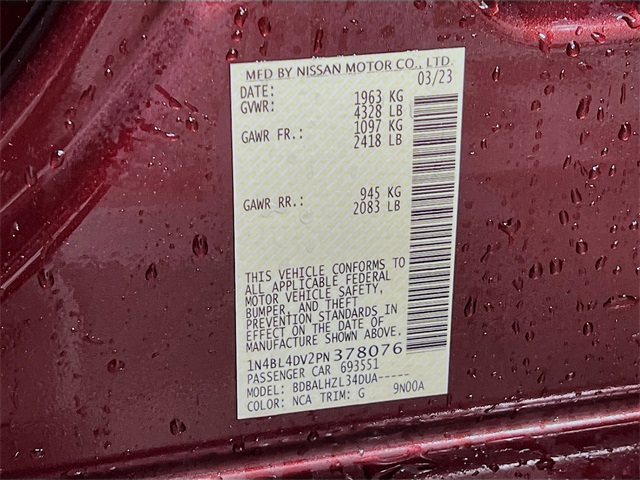 MFD BY NISSAN MOTOR CO., LTD.
DATE: 03/23
GVWR: 1963 KG
4328 LB
GAWR FR.: 1097 KG
2418 LB
GAWR RR.: 945 KG
2083 LB
THIS VEHICLE CONFORMS TO
ALL APPLICABLE FEDERAL
MOTOR VEHICLE SAFETY,
BUMPER, AND THEFT
PREVENTION STANDARDS IN
EFFECT ON THE DATE OF
MANUFACTURE SHOWN ABOVE.
1N4BL4DV2PN378076
PASSENGER CAR 693551
MODEL: BDBALHZL34DUA-----
COLOR: NCA TRIM: G 9N00A